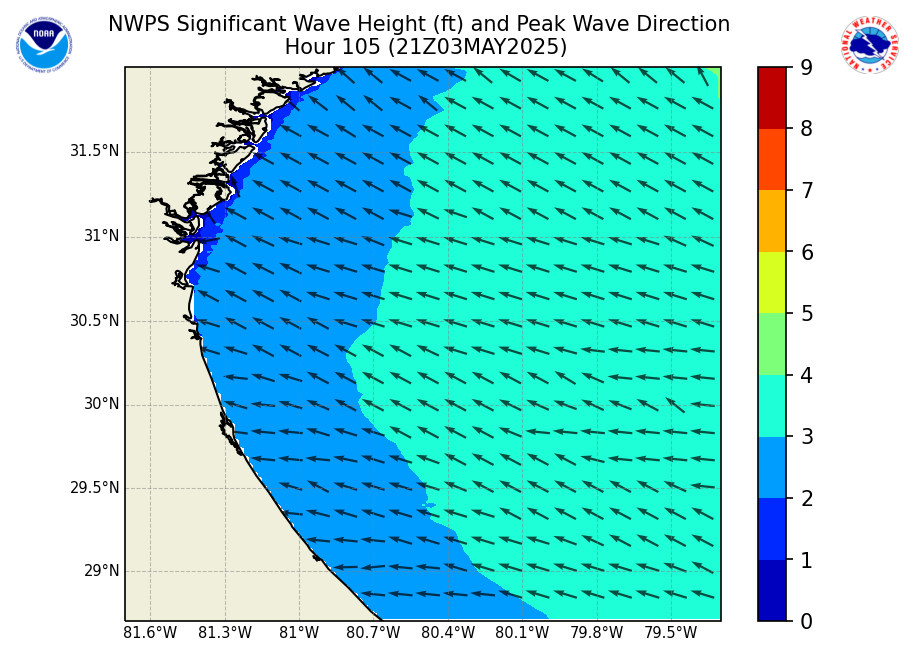 NWPS Significant Wave Height (ft) and Peak Wave Direction
Hour 105 (21Z03MAY2025)
NOAA
NATIONAL WEATHER SERVICE
31.5°N
31°N
30.5°N
30°N
29.5°N
29°N
81.6°W 81.3°W 81°W 80.7°W 80.4°W 80.1°W 79.8°W 79.5°W
9
8
7
6
5
4
3
2
1
0